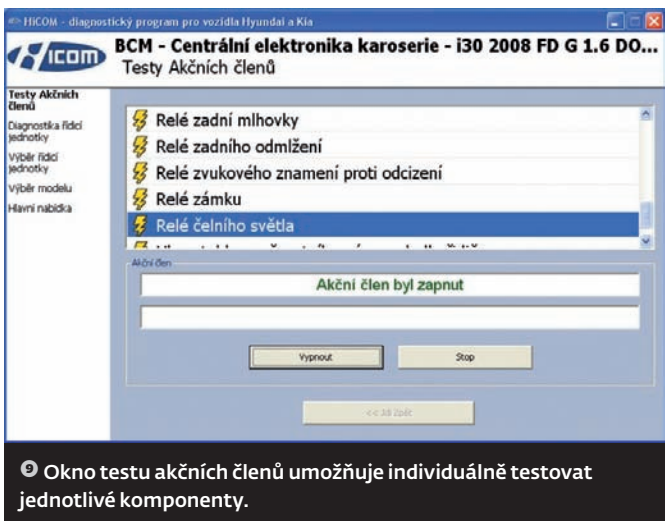 HiCOM - diagnostický program pro vozidla Hyundai a Kia
HICOM
BCM - Centrální elektronika karoserie - i30 2008 FD G 1.6 DO...
Testy Akčních členů
Testy Akčních
členů
Diagnostika řídicí
jednotky
Výběr řídicí
jednotky
Výběr modelu
Hlavní nabídka
Relé zadní mlhovky
Relé zadního odmlžení
Relé zvukového znamení proti odcizení
Relé zámku
Relé čelního světla
Akční člen
Akční člen byl zapnut
Vypnout
Stop
<< Jdi Zpět
9 Okno testu akčních členů umožňuje individuálně testovat
jednotlivé komponenty.